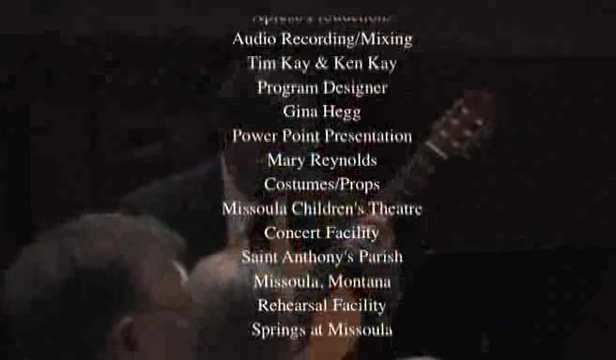 Audio Recording/Mixing
Tim Kay & Ken Kay
Program Designer
Gina Hegg
Power Point Presentation
Mary Reynolds
Costumes/Props
Missoula Children's Theatre
Concert Facility
Saint Anthony's Parish
Missoula, Montana
Rehearsal Facility
Springs at Missoula